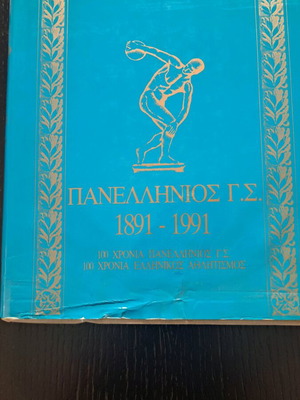 ΠΑΝΕΛΛΗΝΙΟΣ Γ.Σ.
1891 - 1991
100 ΧΡΟΝΙΑ ΠΑΝΕΛΛΗΝΙΟΣ Γ.Σ.
100 ΧΡΟΝΙΑ ΕΛΛΗΝΙΚΟΣ ΑΘΛΗΤΙΣΜΟΣ